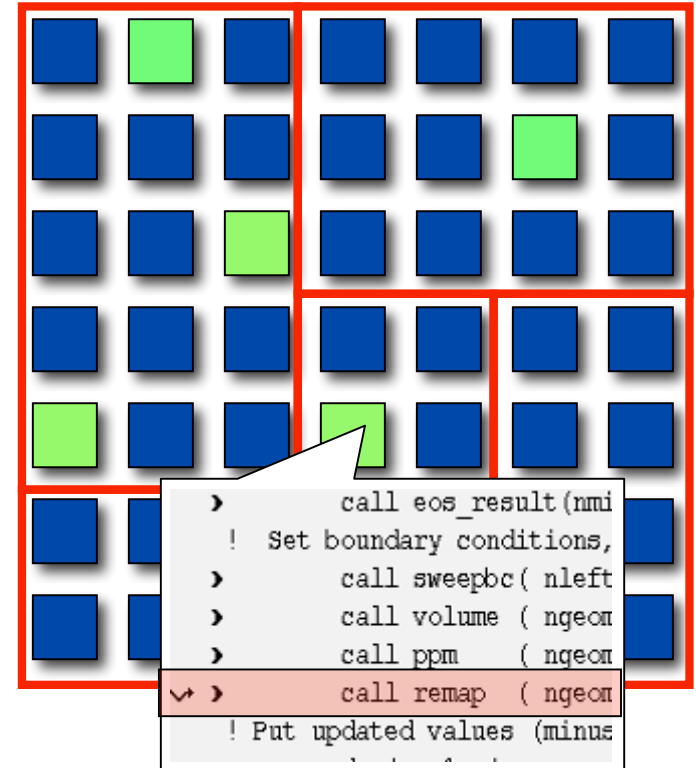 call eos_result(nmi
! Set boundary conditions,
call sweepbc( nleft
call volume ( ngeom
call ppm ( ngeom
call remap ( ngeom
! Put updated values (minus